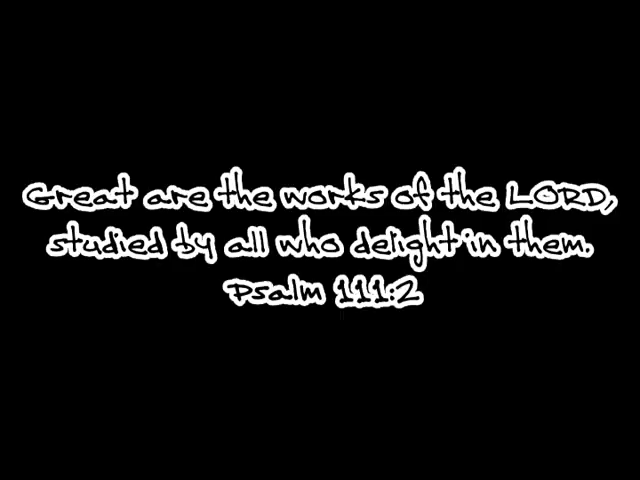 Great are the works of the LORD,
studied by all who delight in them.
Psalm 111:2